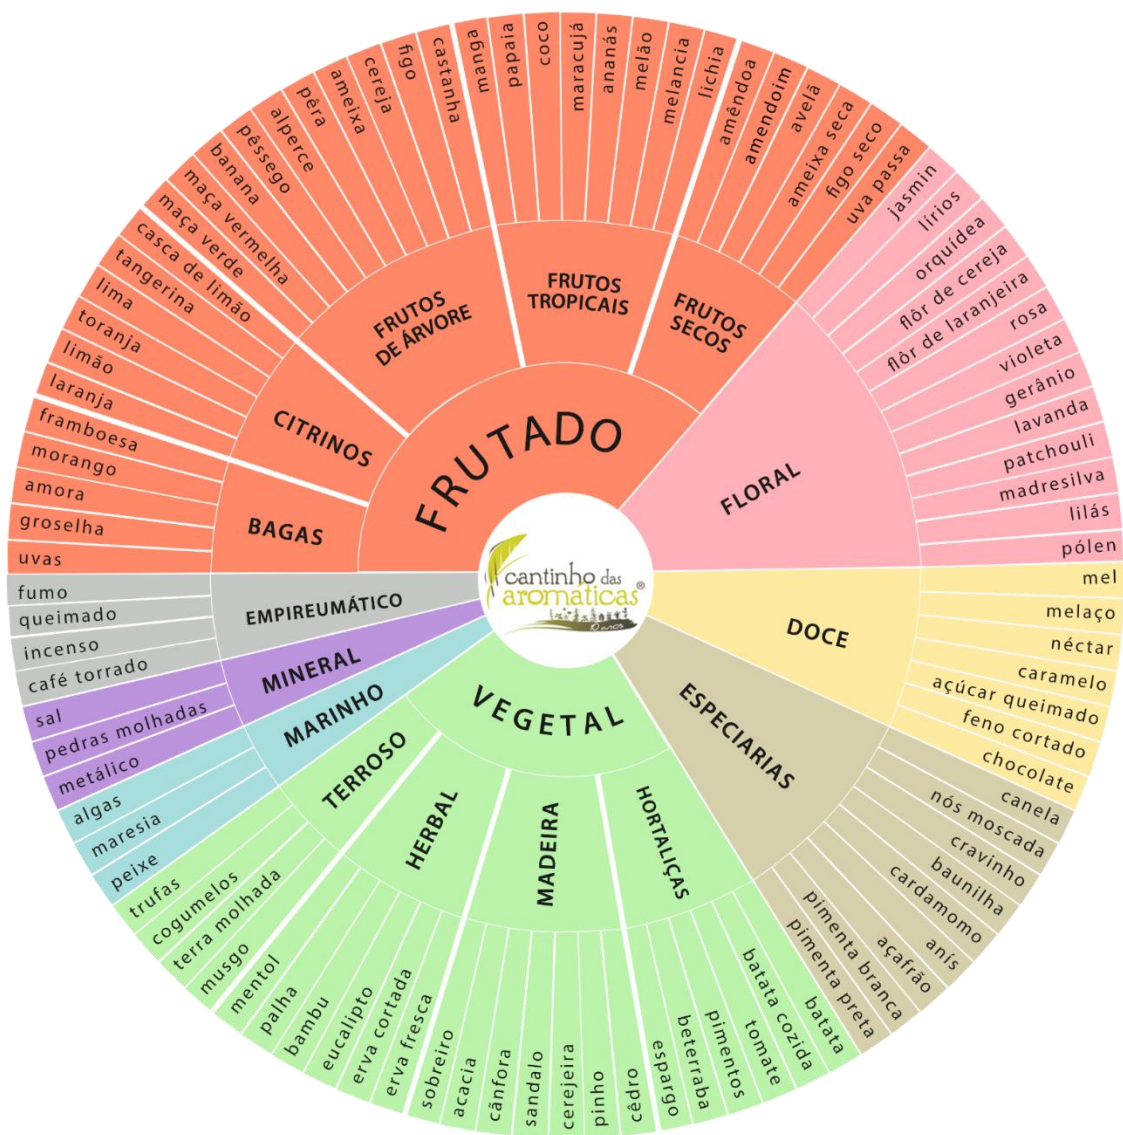 FRUTADO
BAGAS
uvas
groselha
amora
morango
framboesa
CITRINOS
laranja
limão
toranja
lima
tangerina
casca de limão
FRUTOS
DE ÁRVORE
maça verde
maça vermelha
banana
pêssego
alperce
pêra
ameixa
cereja
figo
castanha
FRUTOS
TROPICAIS
manga
papaia
coco
maracujá
ananás
melão
melancia
lichia
FRUTOS
SECOS
amêndoa
amendoim
avelã
ameixa seca
figo seco
uva passa
FLORAL
jasmin
lírios
orquídea
flôr de cereja
flôr de laranjeira
rosa
violeta
gerânio
lavanda
patchouli
madresilva
lilás
pólen
DOCE
mel
melaço
néctar
caramelo
açúcar queimado
feno cortado
chocolate
ESPECIARIAS
canela
nós moscada
cravinho
baunilha
cardamomo
anís
açafrão
pimenta branca
pimenta preta
VEGETAL
HORTALIÇAS
batata
batata cozida
tomate
pimentos
beterraba
espargo
MADEIRA
cêpro
pinho
cerejeira
sandalo
cânfora
acacia
sobreiro
HERBAL
erva fresca
erva cortada
eucalipto
bambu
palha
mentol
TERROSO
musgo
terra molhada
cogumelos
trufas
MARINHO
peixe
maresia
algas
MINERAL
metálico
pedras molhadas
sal
EMPIREUMÁTICO
café torrado
incenso
queimado
fumo
cantinho das
aromáticas®
10 anos